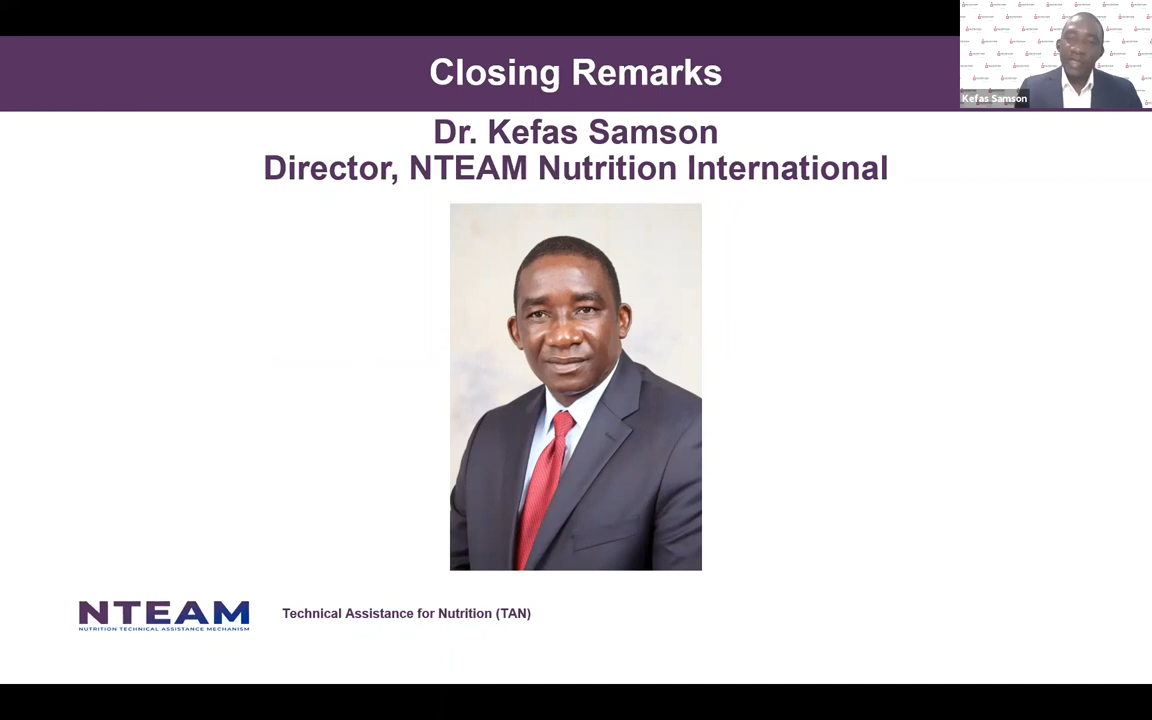 Closing Remarks
Kefas Samson
Dr. Kefas Samson
Director, NTEAM Nutrition International
NTEAM
NUTRITION TECHNICAL ASSISTANCE MECHANISM
Technical Assistance for Nutrition (TAN)